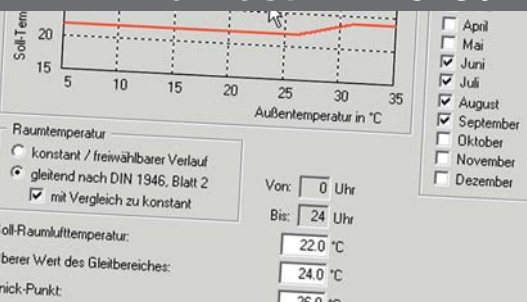 Soll-Tem
20
15
5 10 15 20 25 30 35
Außentemperatur in °C
Raumtemperatur
konstant / freiwählbarer Verlauf
gleitend nach DIN 1946, Blatt 2
mit Vergleich zu konstant
Von: 0 Uhr
Bis: 24 Uhr
oll-Raumlufttemperatur: 22.0 °C
berer Wert des Gleitbereiches: 24.0 °C
nick-Punkt: 26.0 °C
April
Mai
Juni
Juli
August
September
Oktober
November
Dezember